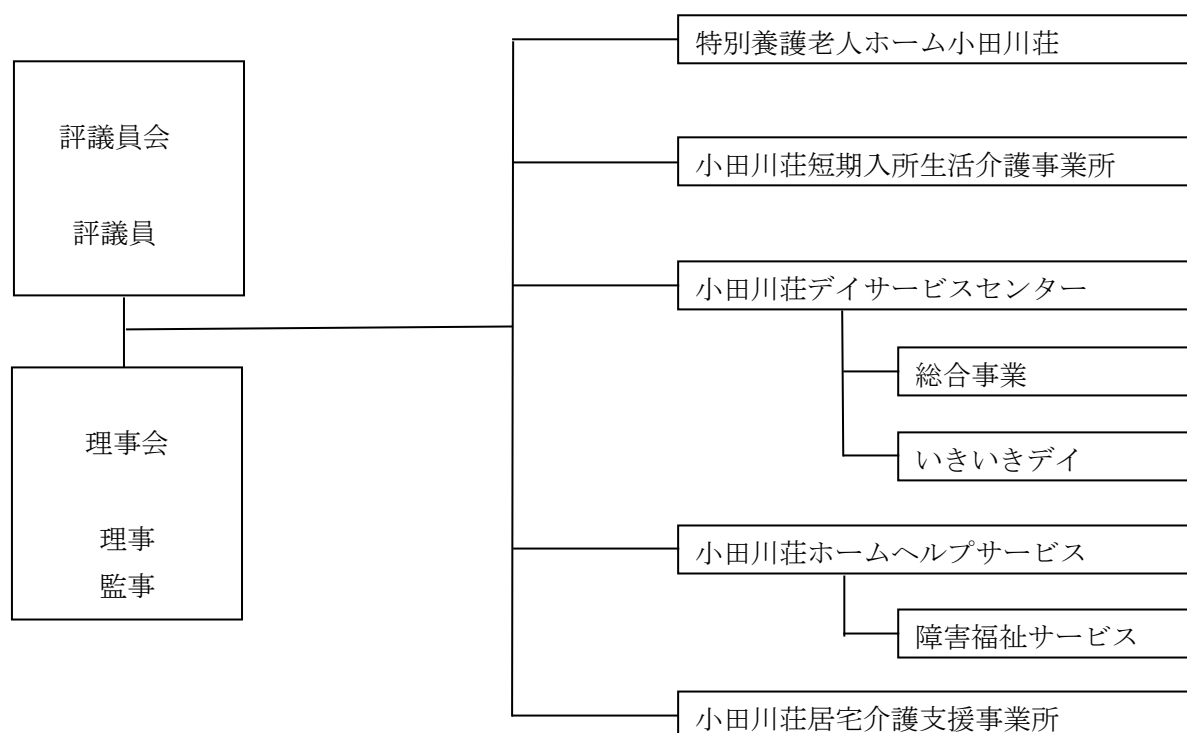 評議員会
評議員
理事会
理事
監事
特別養護老人ホーム小田川荘
小田川荘短期入所生活介護事業所
小田川荘デイサービスセンター
総合事業
いきいきデイ
小田川荘ホームヘルプサービス
障害福祉サービス
小田川荘居宅介護支援事業所